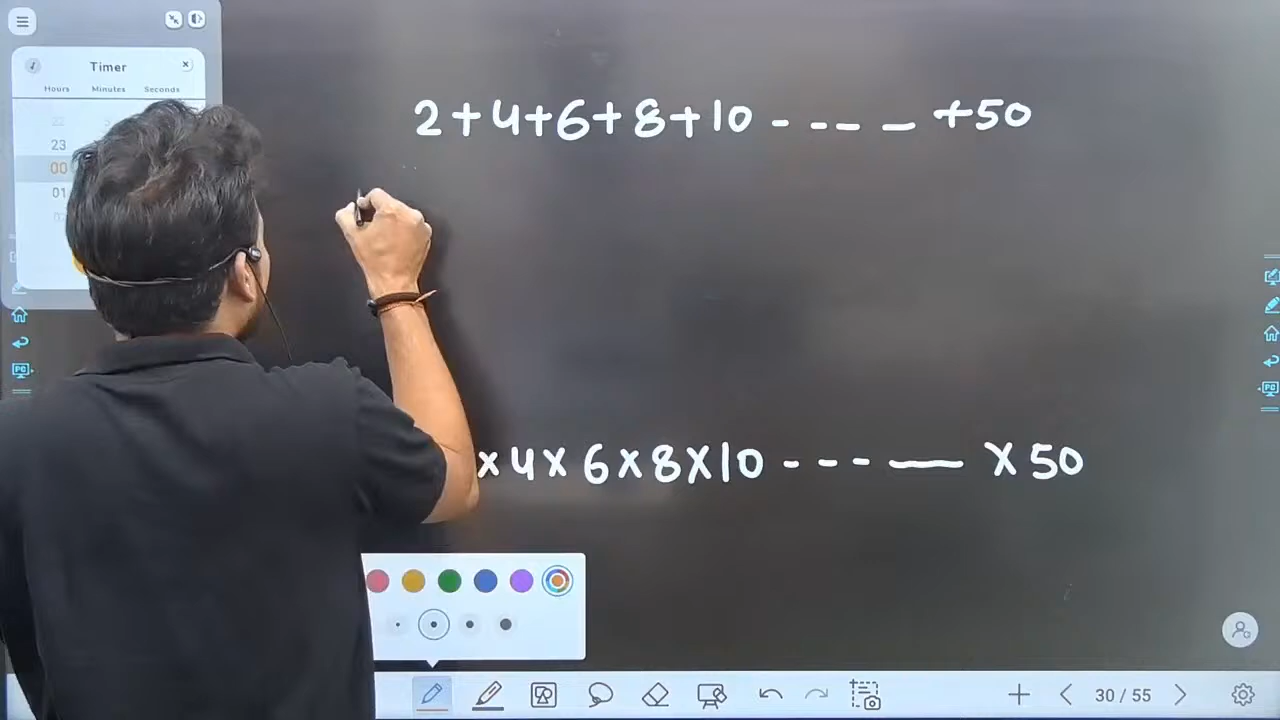 Timer
Hours Minutes Seconds
23
00
01
2+4+6+8+10 - - - - +50
× 4 × 6 × 8 × 10 - - - — × 50
30 / 55